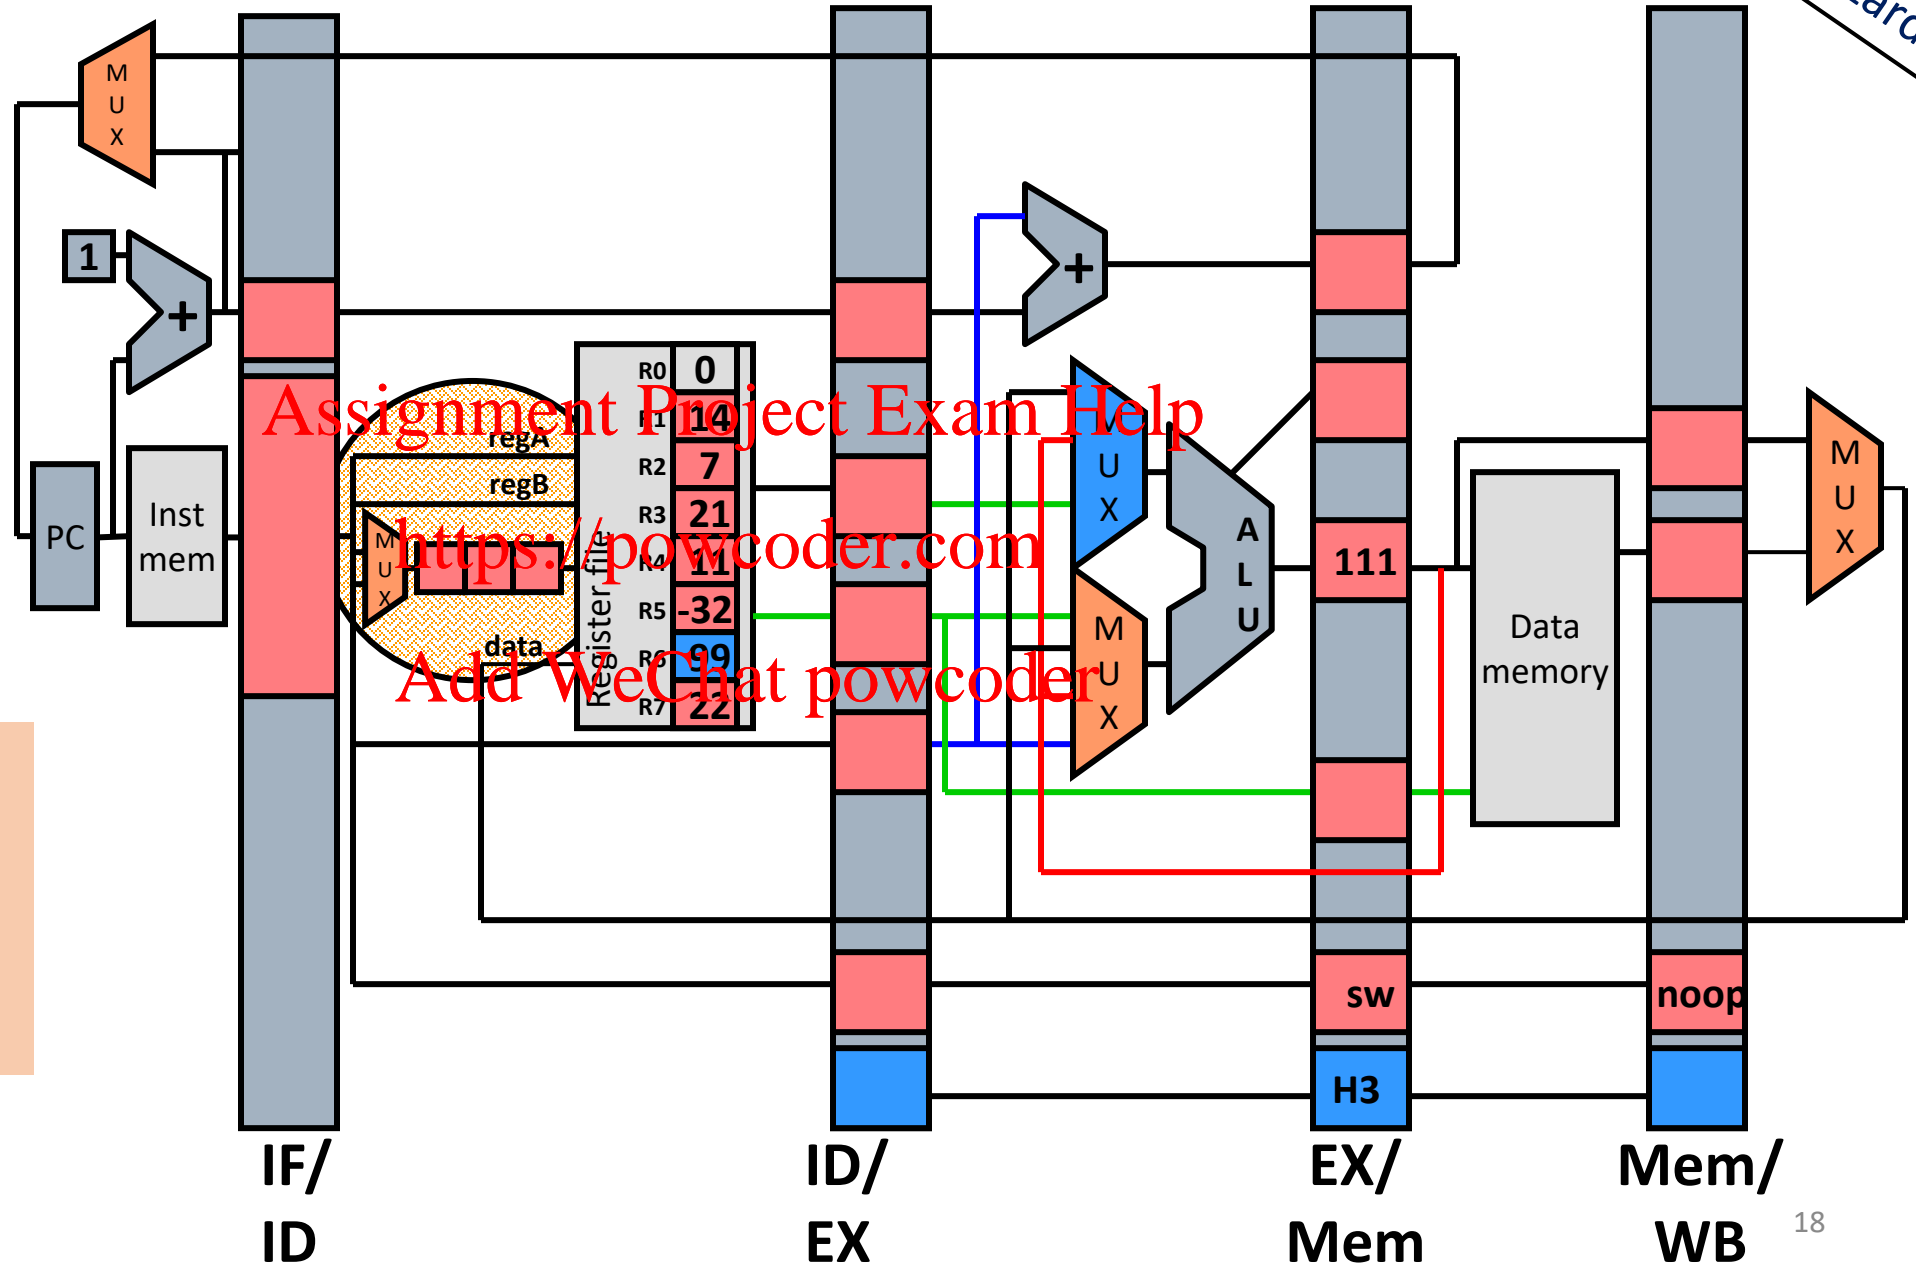 M
U
X
1
+
PC
Inst
mem
regA
regB
M
U
X
data
Register file
R0 0
R1 14
R2 7
R3 21
R4 11
R5 -32
R6 99
R7 22
+
M
U
X
M
U
X
A
L
U
111
Data
memory
M
U
X
sw
noop
H3
Assignment Project Exam Help
https://powcoder.com
Add WeChat powcoder
IF/
ID
ID/
EX
EX/
Mem
Mem/
WB
18